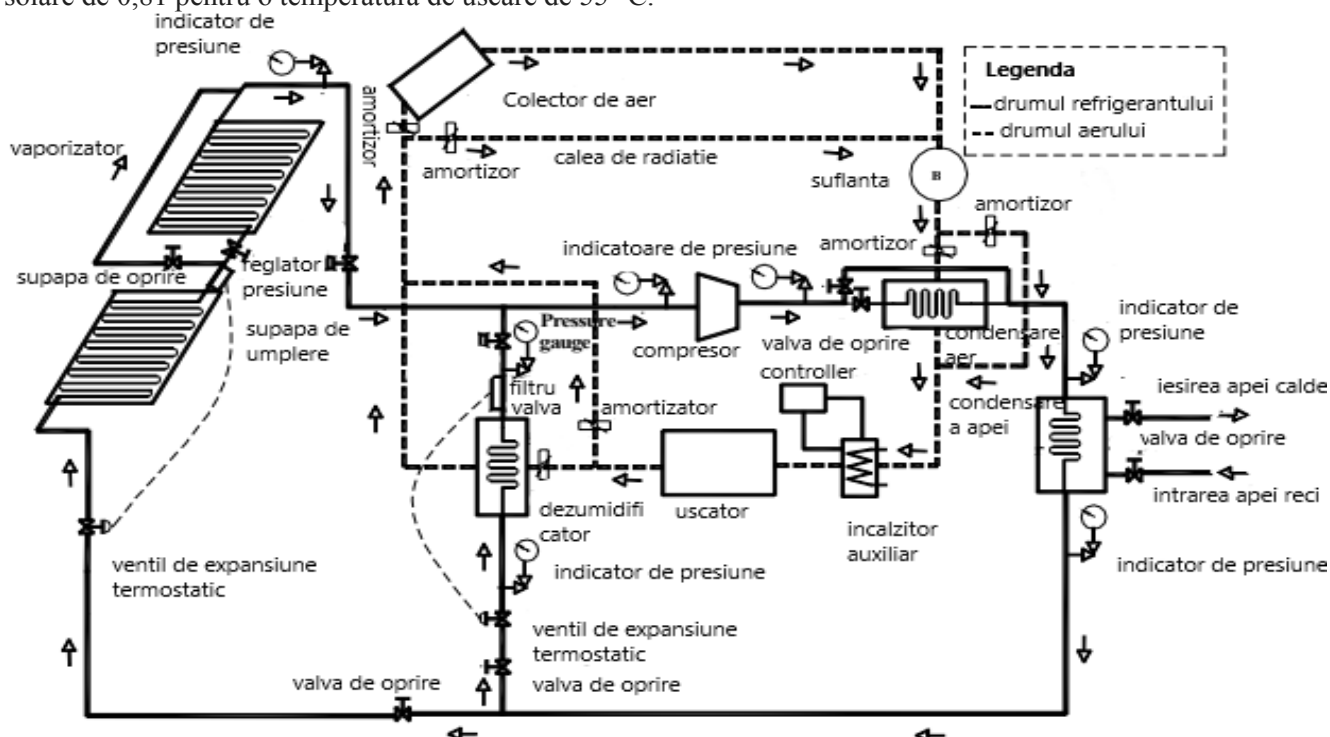 solare de 0,81 pentru o temperatura de uscare de 55 °C.
indicator de
presiune
Legenda
drumul refrigerantului
drumul aerului
amortizor
Colector de aer
vaporizator
amortizor
calea de radiatie
suflanta
B
amortizor
amortizor
supapa de oprire
feglator
presiune
indicatoare de presiune
supapa de
umplere
Pressure
gauge
compresor
valva de oprire
condensare
aer
indicator de
presiune
filtru
valva
amortizator
controller
condensare
a apei
iesirea apei calde
valva de oprire
intrarea apei reci
dezumidifi
cator
uscator
incalzitor
auxiliar
ventil de expansiune
termostatic
indicator de presiune
indicator de presiune
ventil de expansiune
termostatic
valva de oprire
valva de oprire